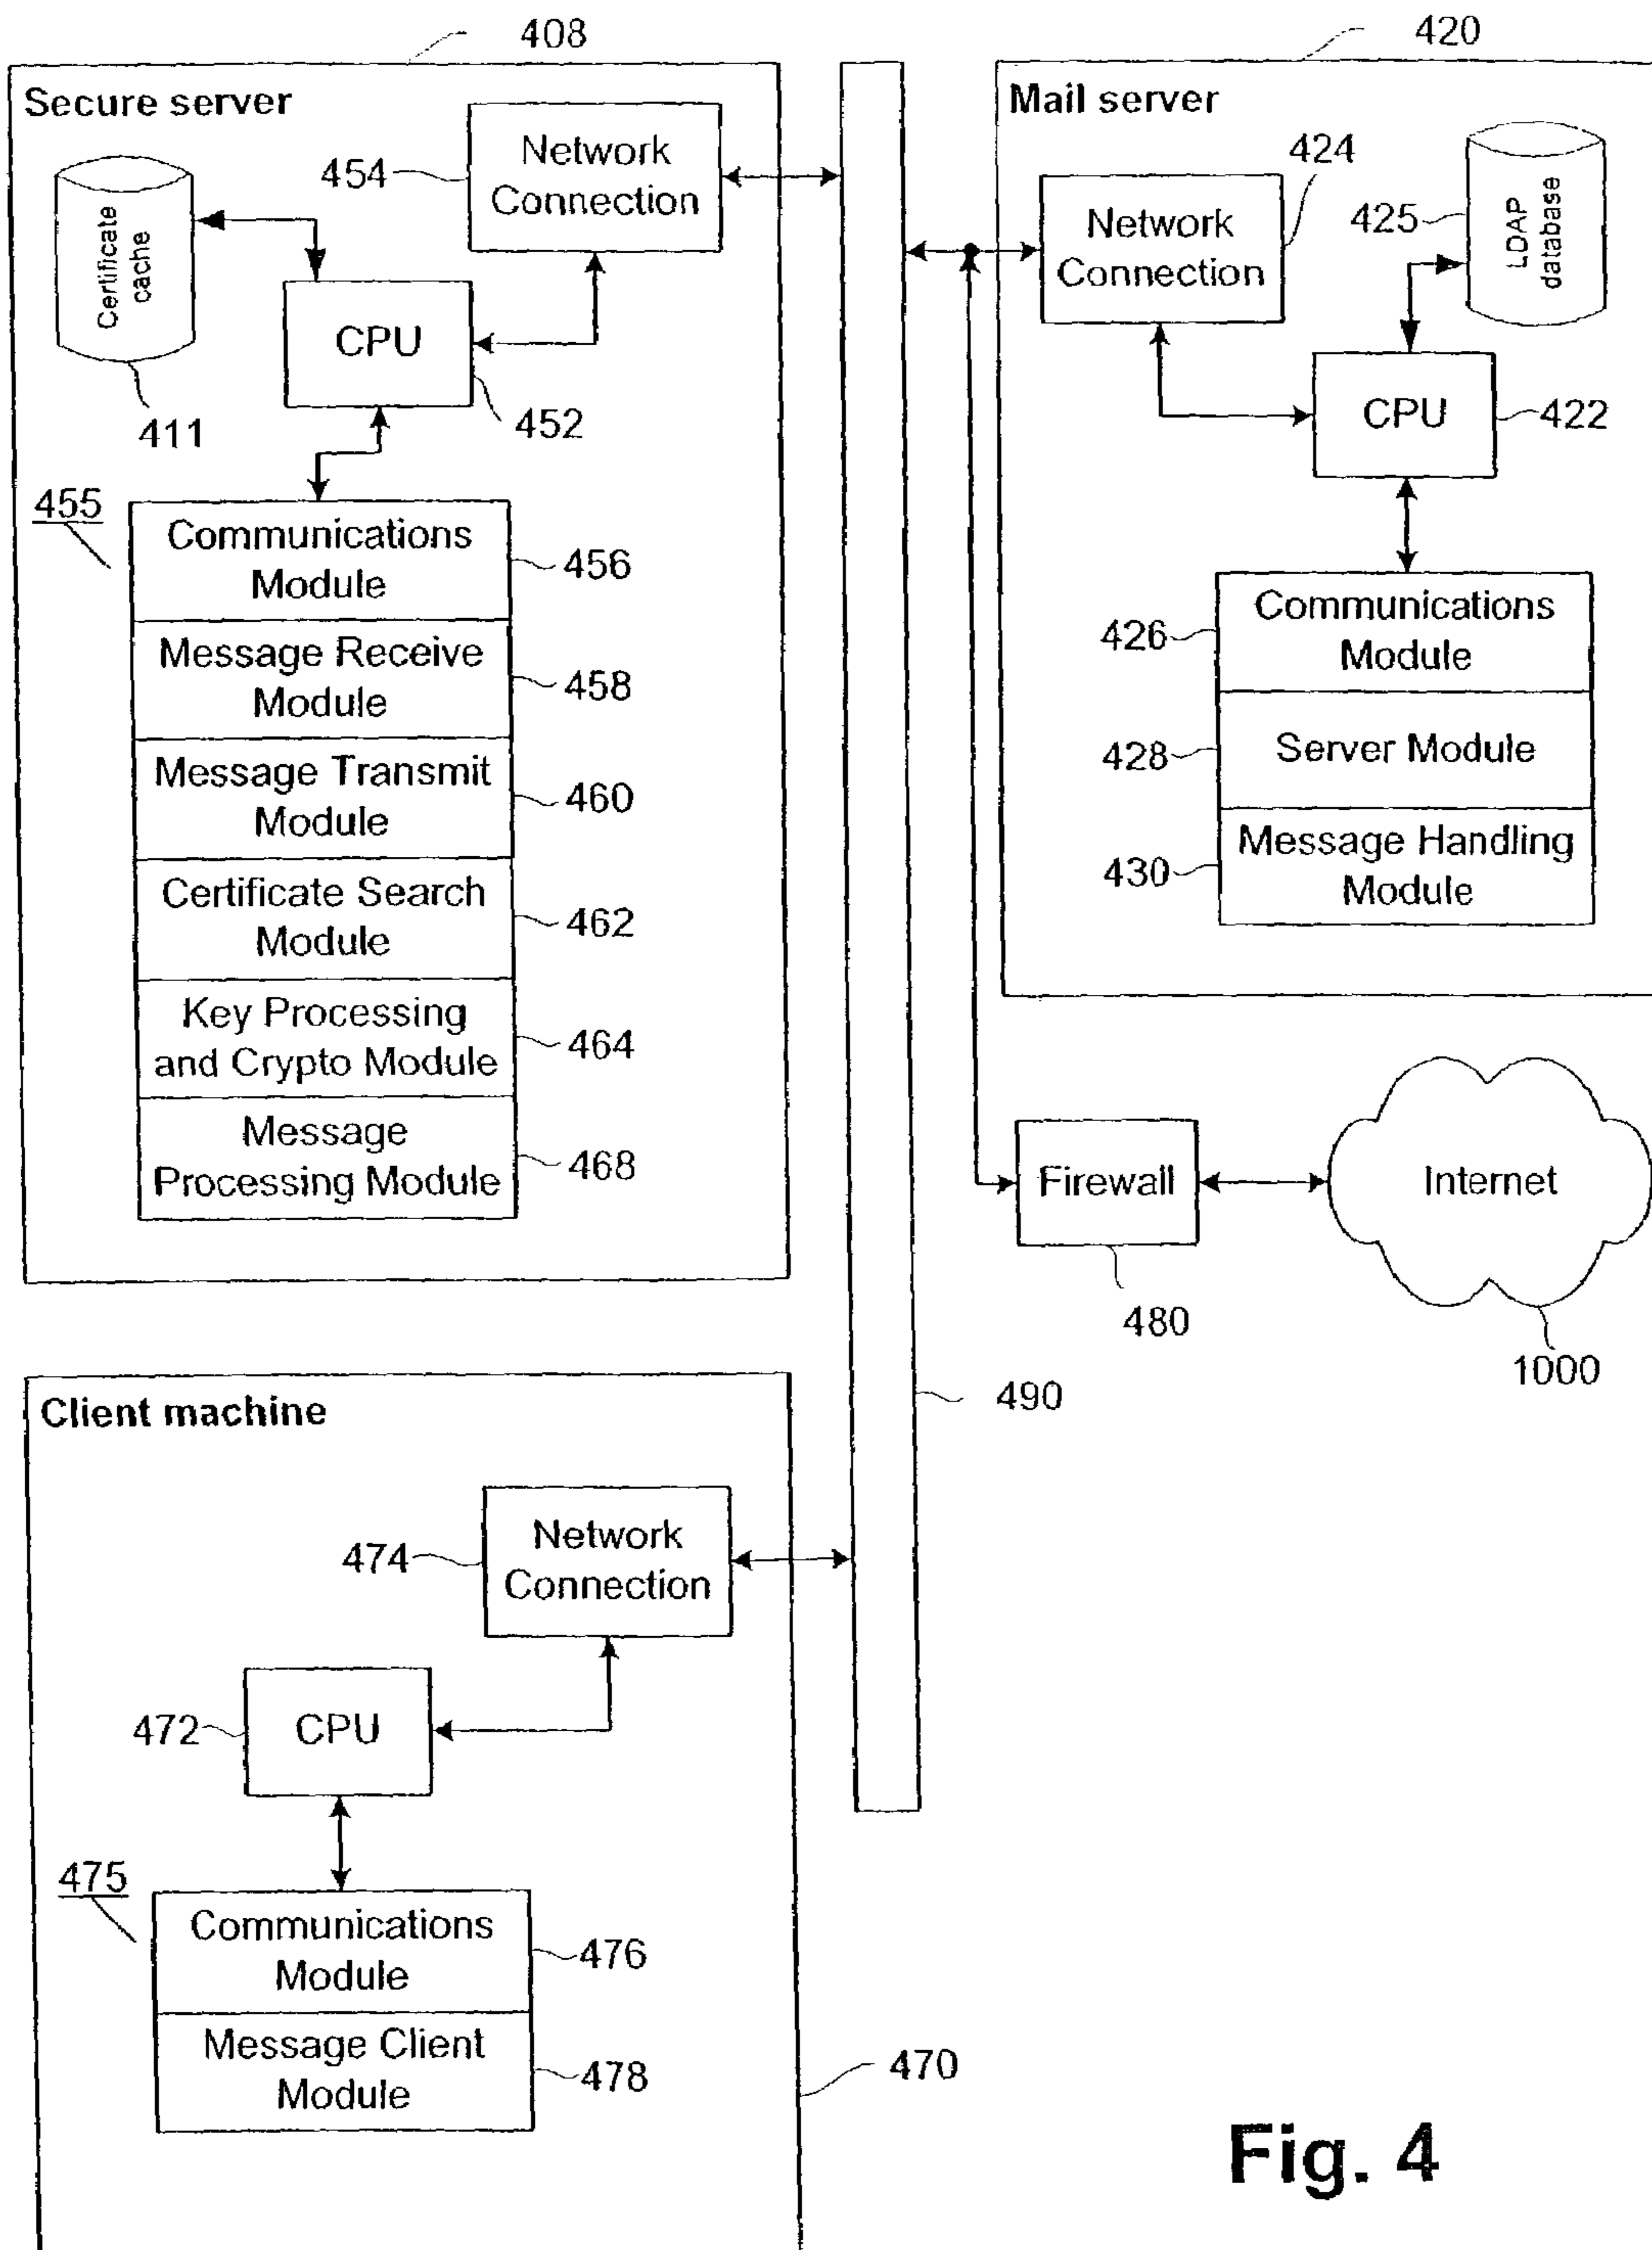 408
Secure server
454
Network
Connection
Certificate
cache
CPU
411
452
455
Communications
Module
456
Message Receive
Module
458
Message Transmit
Module
460
Certificate Search
Module
462
Key Processing
and Crypto Module
464
Message
Processing Module
468
420
Mail server
424
Network
Connection
425
LDAP
database
CPU
422
426
Communications
Module
428
Server Module
430
Message Handling
Module
Firewall
480
Internet
1000
490
Client machine
474
Network
Connection
472
CPU
475
Communications
Module
476
Message Client
Module
478
470
Fig. 4